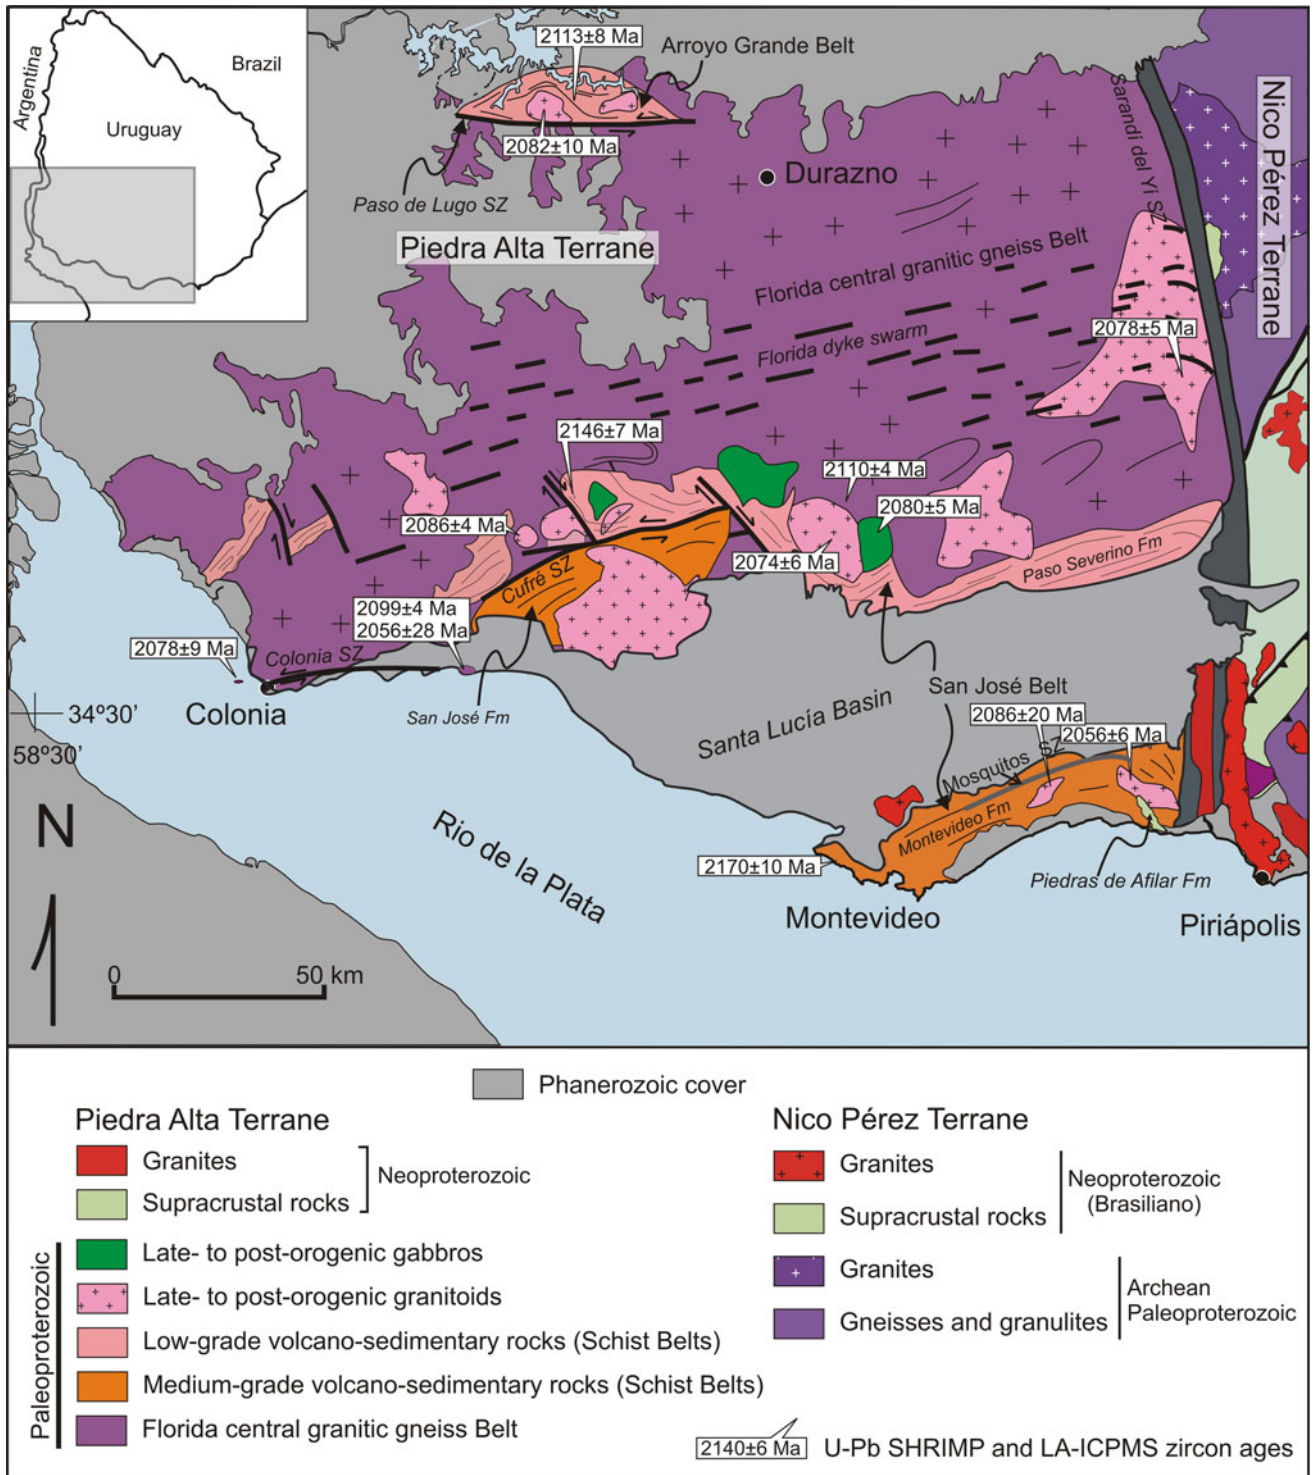 Argentina
Brazil
Uruguay
2113±8 Ma
Arroyo Grande Belt
2082±10 Ma
Paso de Lugo SZ
Durazno
Piedra Alta Terrane
Sarandí del Yí SZ
Nico Pérez Terrane
Florida central granitic gneiss Belt
Florida dyke swarm
2078±5 Ma
2146±7 Ma
2110±4 Ma
2086±4 Ma
2080±5 Ma
2074±6 Ma
Paso Severino Fm
Cufré SZ
2099±4 Ma
2056±28 Ma
2078±9 Ma
Colonia SZ
Colonia
San José Fm
San José Belt
34º30’
58º30’
Santa Lucía Basin
2086±20 Ma
2056±6 Ma
Mosquitos SZ
Montevideo Fm
N
Rio de la Plata
2170±10 Ma
Piedras de Afilar Fm
Montevideo
Piriápolis
0 50 km
Phanerozoic cover
Piedra Alta Terrane
Granites
Supracrustal rocks
Neoproterozoic
Paleoproterozoic
Late- to post-orogenic gabbros
Late- to post-orogenic granitoids
Low-grade volcano-sedimentary rocks (Schist Belts)
Medium-grade volcano-sedimentary rocks (Schist Belts)
Florida central granitic gneiss Belt
Nico Pérez Terrane
Granites
Supracrustal rocks
Neoproterozoic
(Brasiliano)
Granites
Gneisses and granulites
Archean
Paleoproterozoic
2140±6 Ma
U-Pb SHRIMP and LA-ICPMS zircon ages